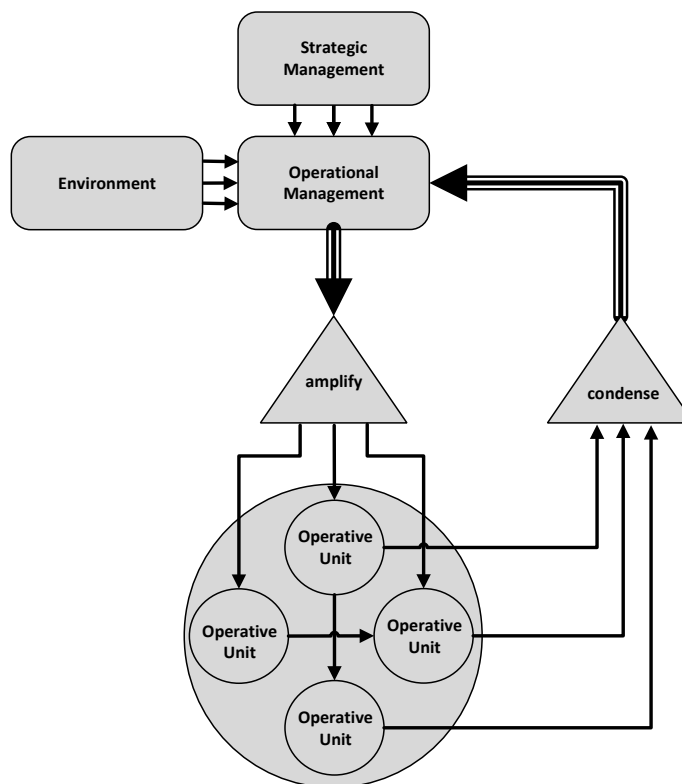 Strategic
Management
Environment
Operational
Management
amplify
condense
Operative
Unit
Operative
Unit
Operative
Unit
Operative
Unit